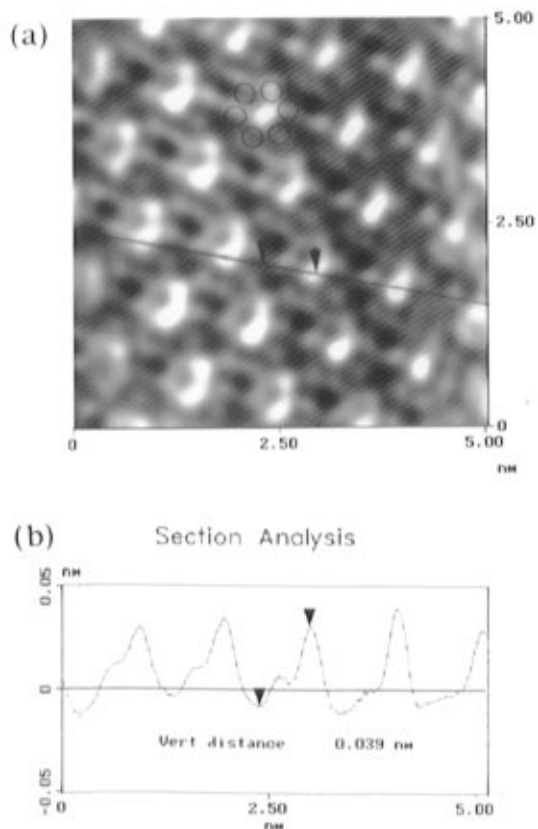 (a)
5.00
2.50
0
0 2.50 5.00
nM
(b) Section Analysis
nM
0.05
0
-0.05
Vert distance 0.039 nM
0 2.50 5.00
nM